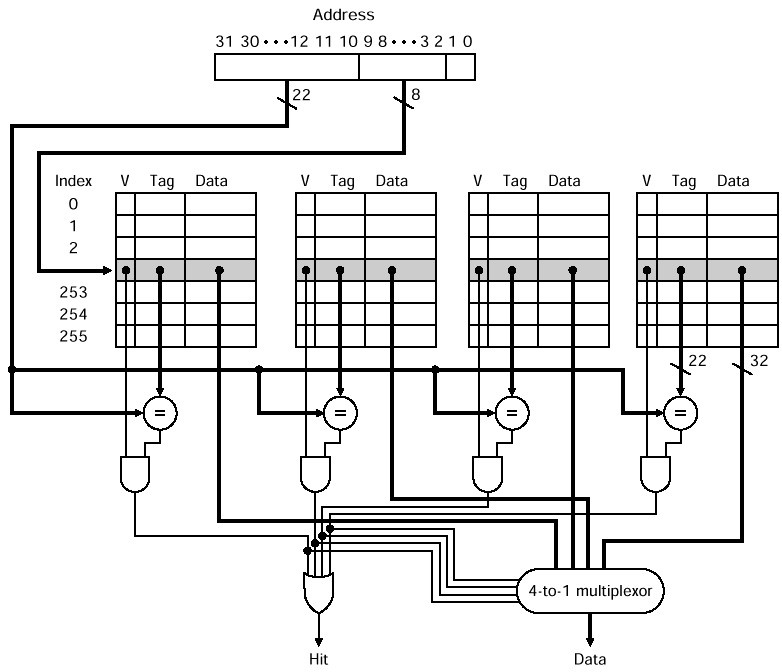 Address
31 30 • • • 12 11 10 9 8 • • • 3 2 1 0
22
8
Index
V Tag Data
V Tag Data
V Tag Data
V Tag Data
0
1
2
253
254
255
22
32
=
=
=
=
4-to-1 multiplexor
Hit
Data